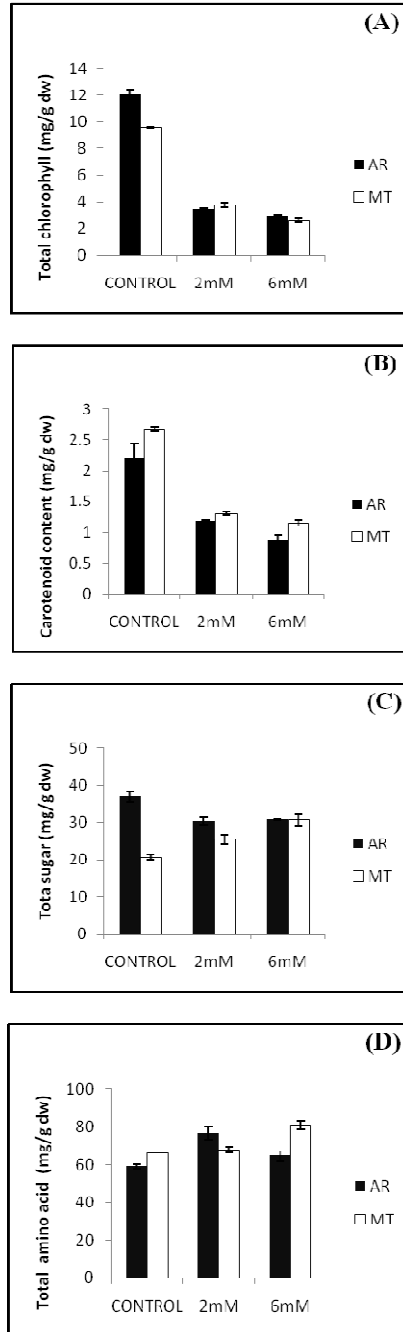 (A)
Total chlorophyll (mg/g dw)
14
12
10
8
6
4
2
0
CONTROL 2mM 6mM
AR
MT
(B)
Carotenoid content (mg/g dw)
3
2.5
2
1.5
1
0.5
0
CONTROL 2mM 6mM
AR
MT
(C)
Tota sugar (mg/g dw)
50
40
30
20
10
0
CONTROL 2mM 6mM
AR
MT
(D)
Total amino acid (mg/g dw)
100
80
60
40
20
0
CONTROL 2mM 6mM
AR
MT